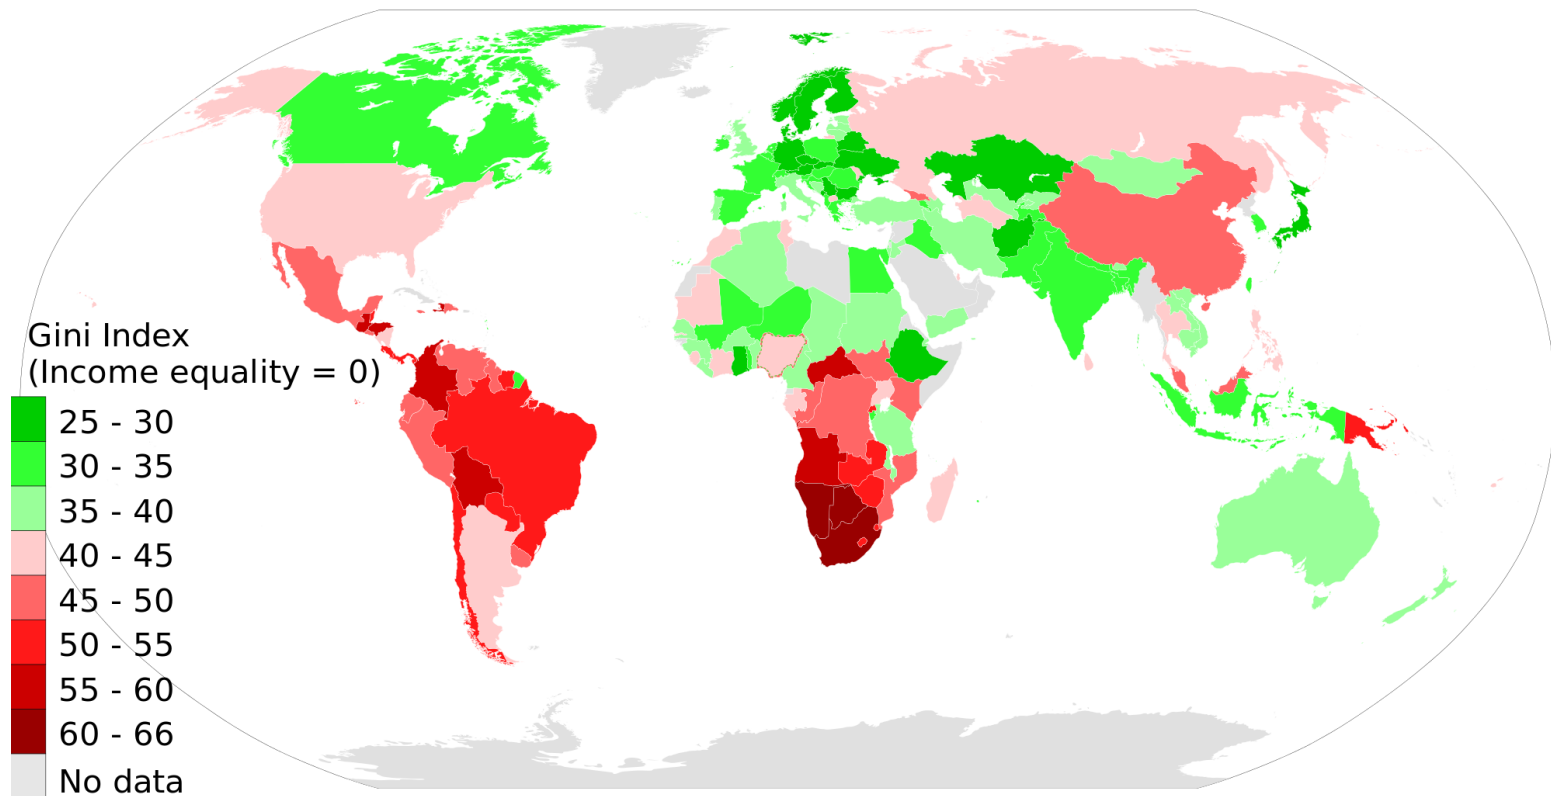 Gini Index
(Income equality = 0)
25 - 30
30 - 35
35 - 40
40 - 45
45 - 50
50 - 55
55 - 60
60 - 66
No data